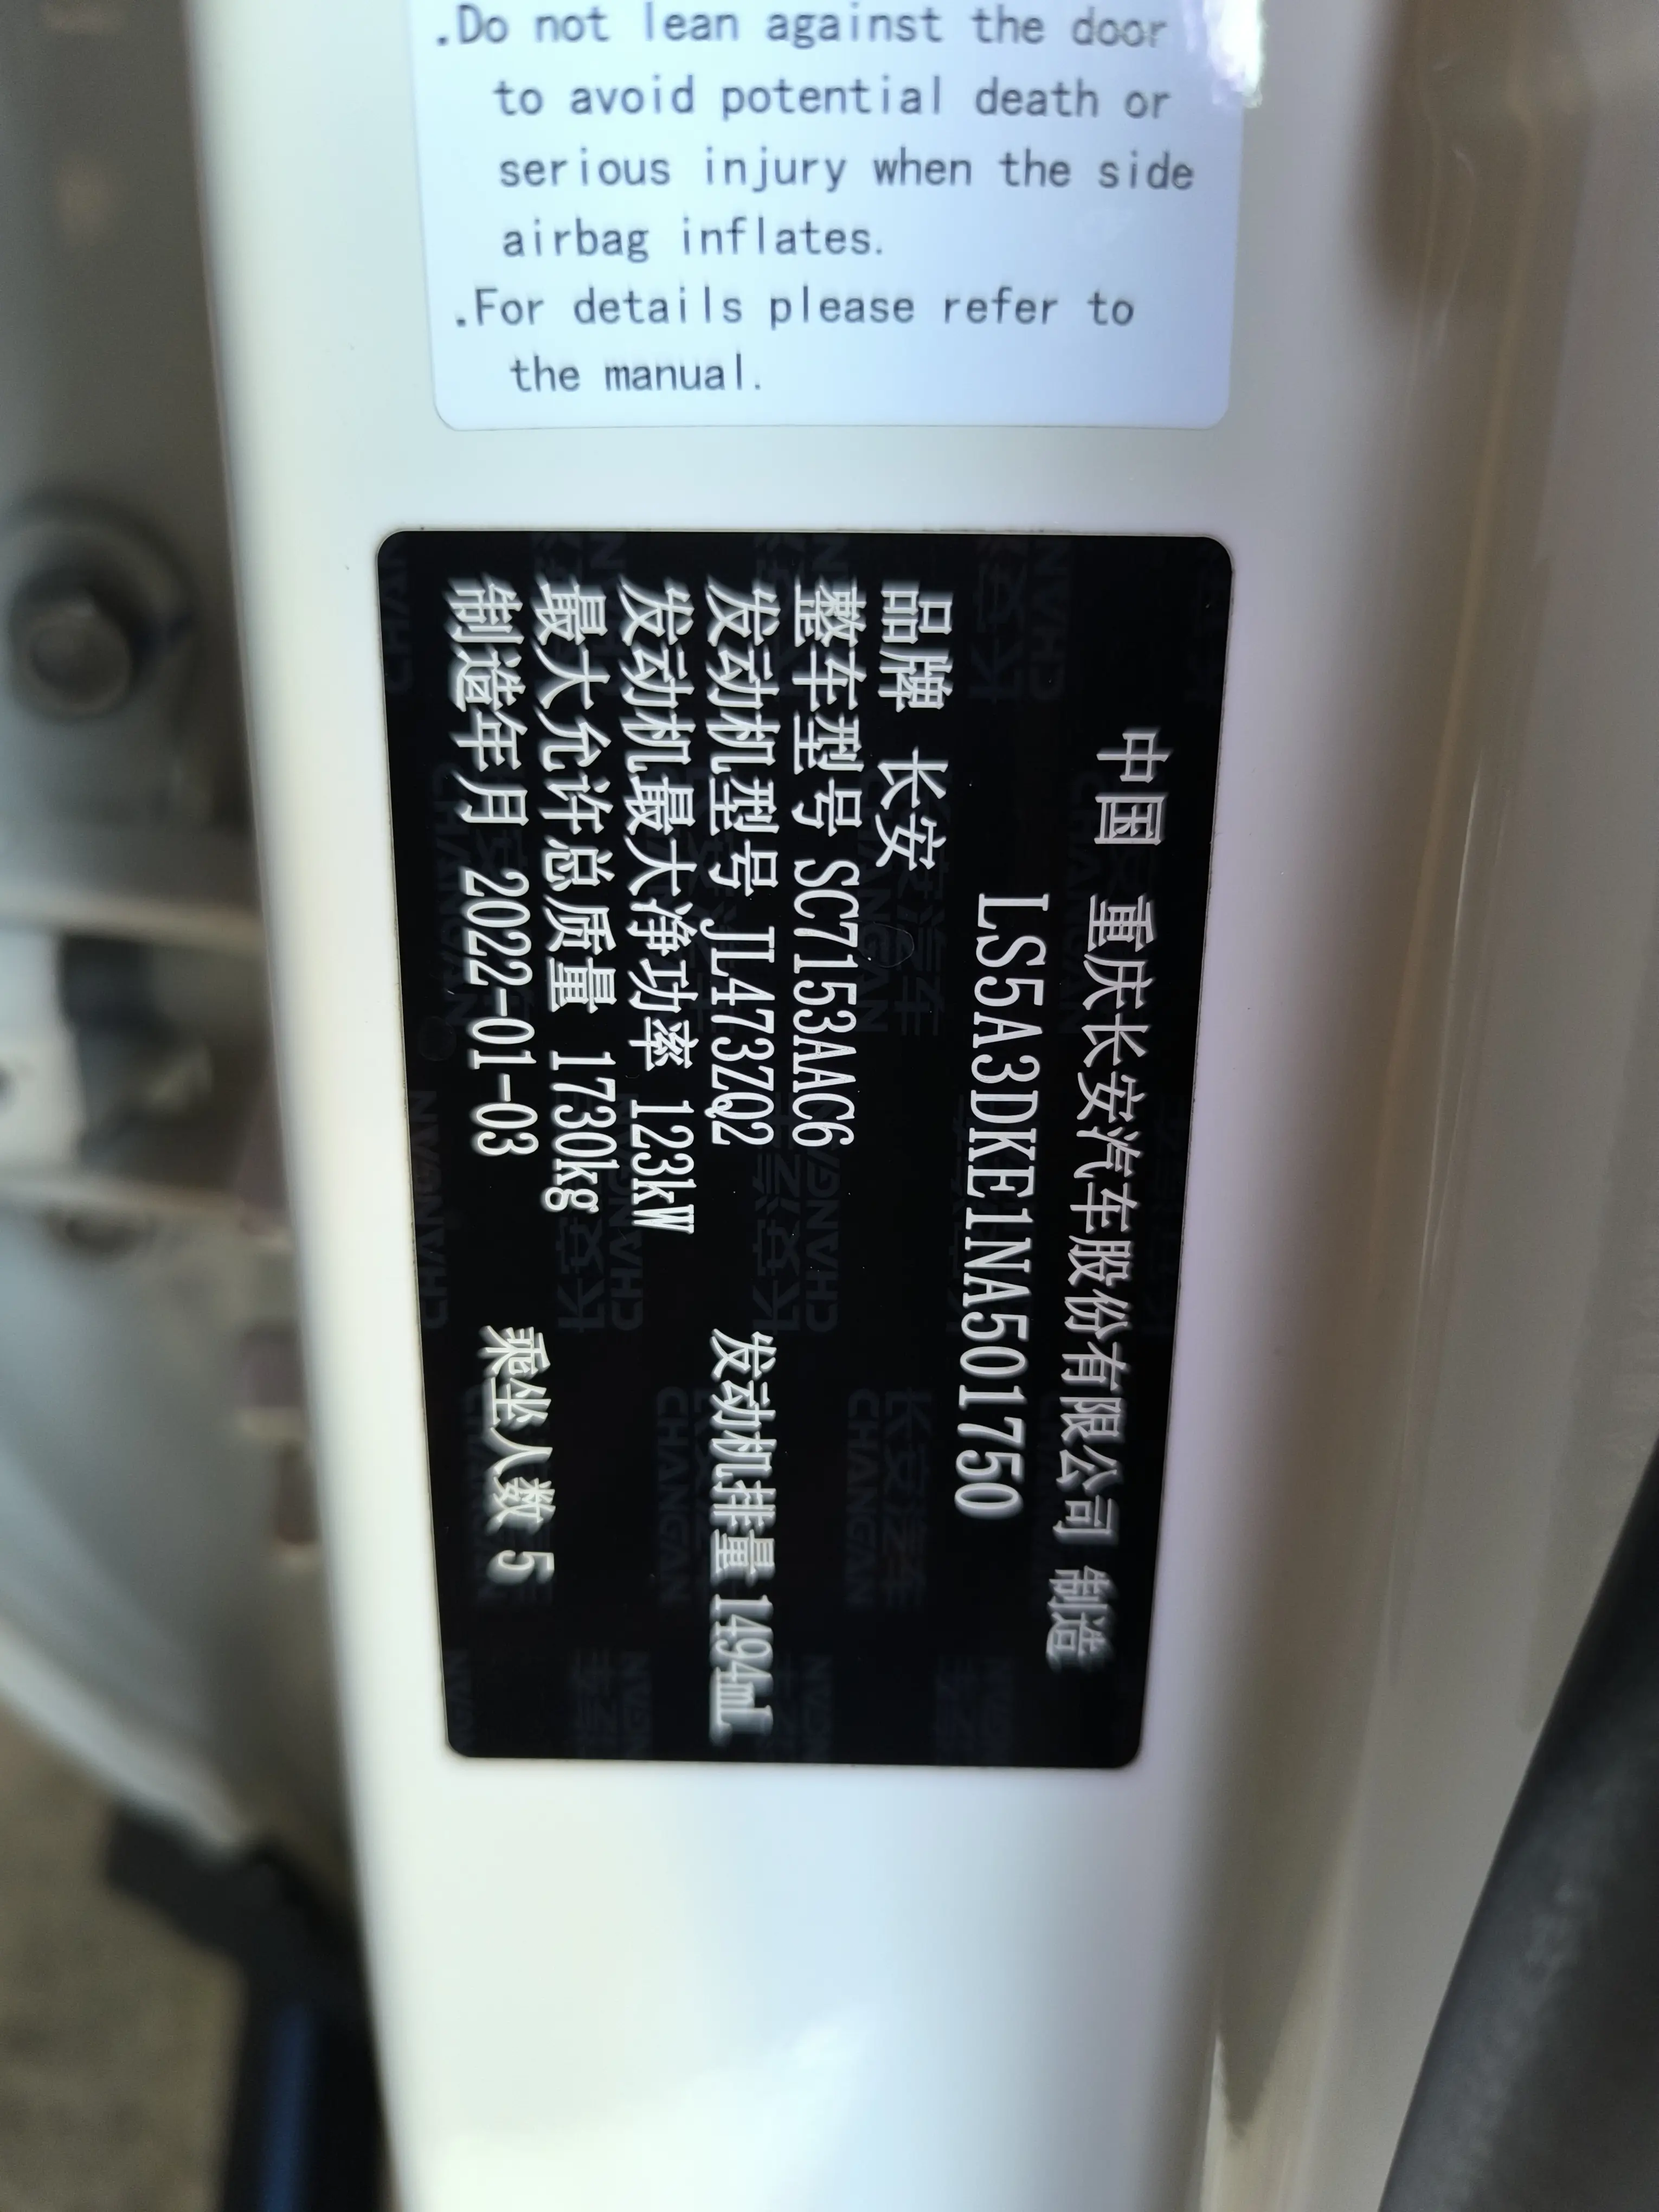 .Do not lean against the door
to avoid potential death or
serious injury when the side
airbag inflates.
.For details please refer to
the manual.
中国 重庆长安汽车股份有限公司 制造
LS5A3DKE1NA501750
品牌 长安
整车型号 SC7153AAC6
发动机型号 JL473ZQ2 发动机排量 1494mL
发动机最大净功率 123kW
最大允许总质量 1730kg
制造年月 2022-01-03 乘坐人数 5